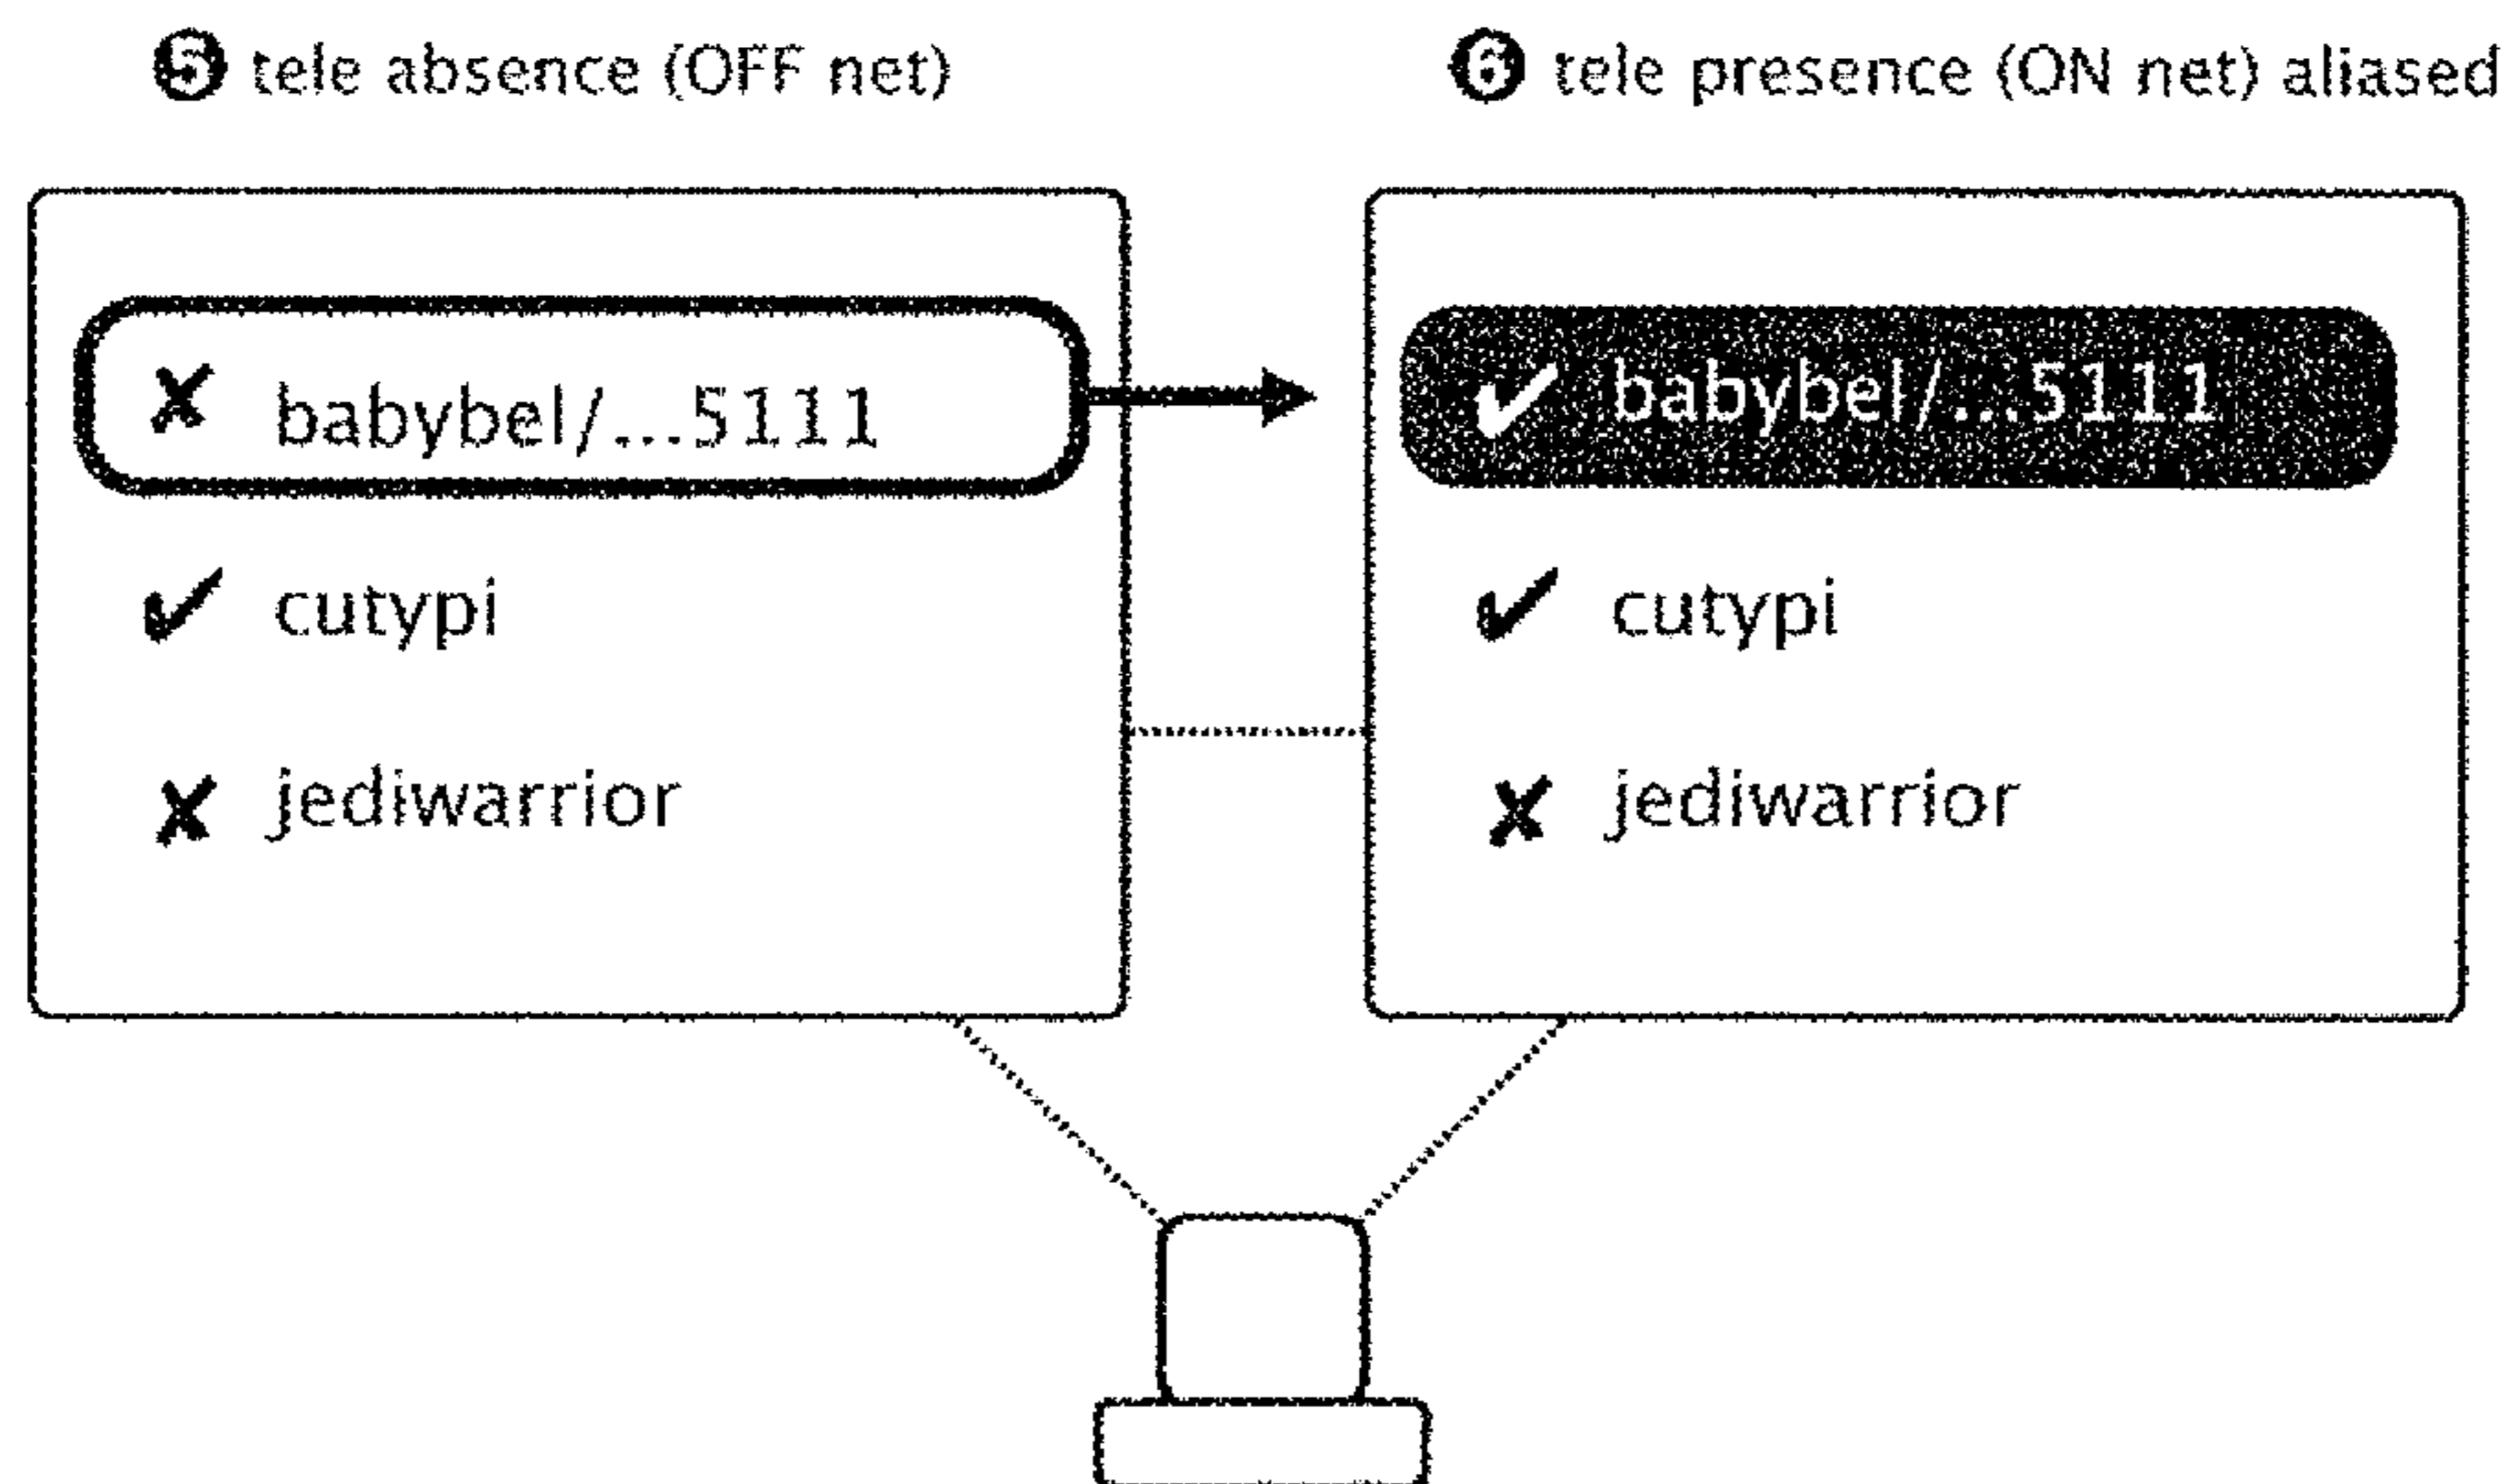 ❺ tele absence (OFF net)
✘ babybel/...5111
✔ cutypi
✘ jediwarrior
❻ tele presence (ON net) aliased
✔ babybel/...5111
✔ cutypi
✘ jediwarrior